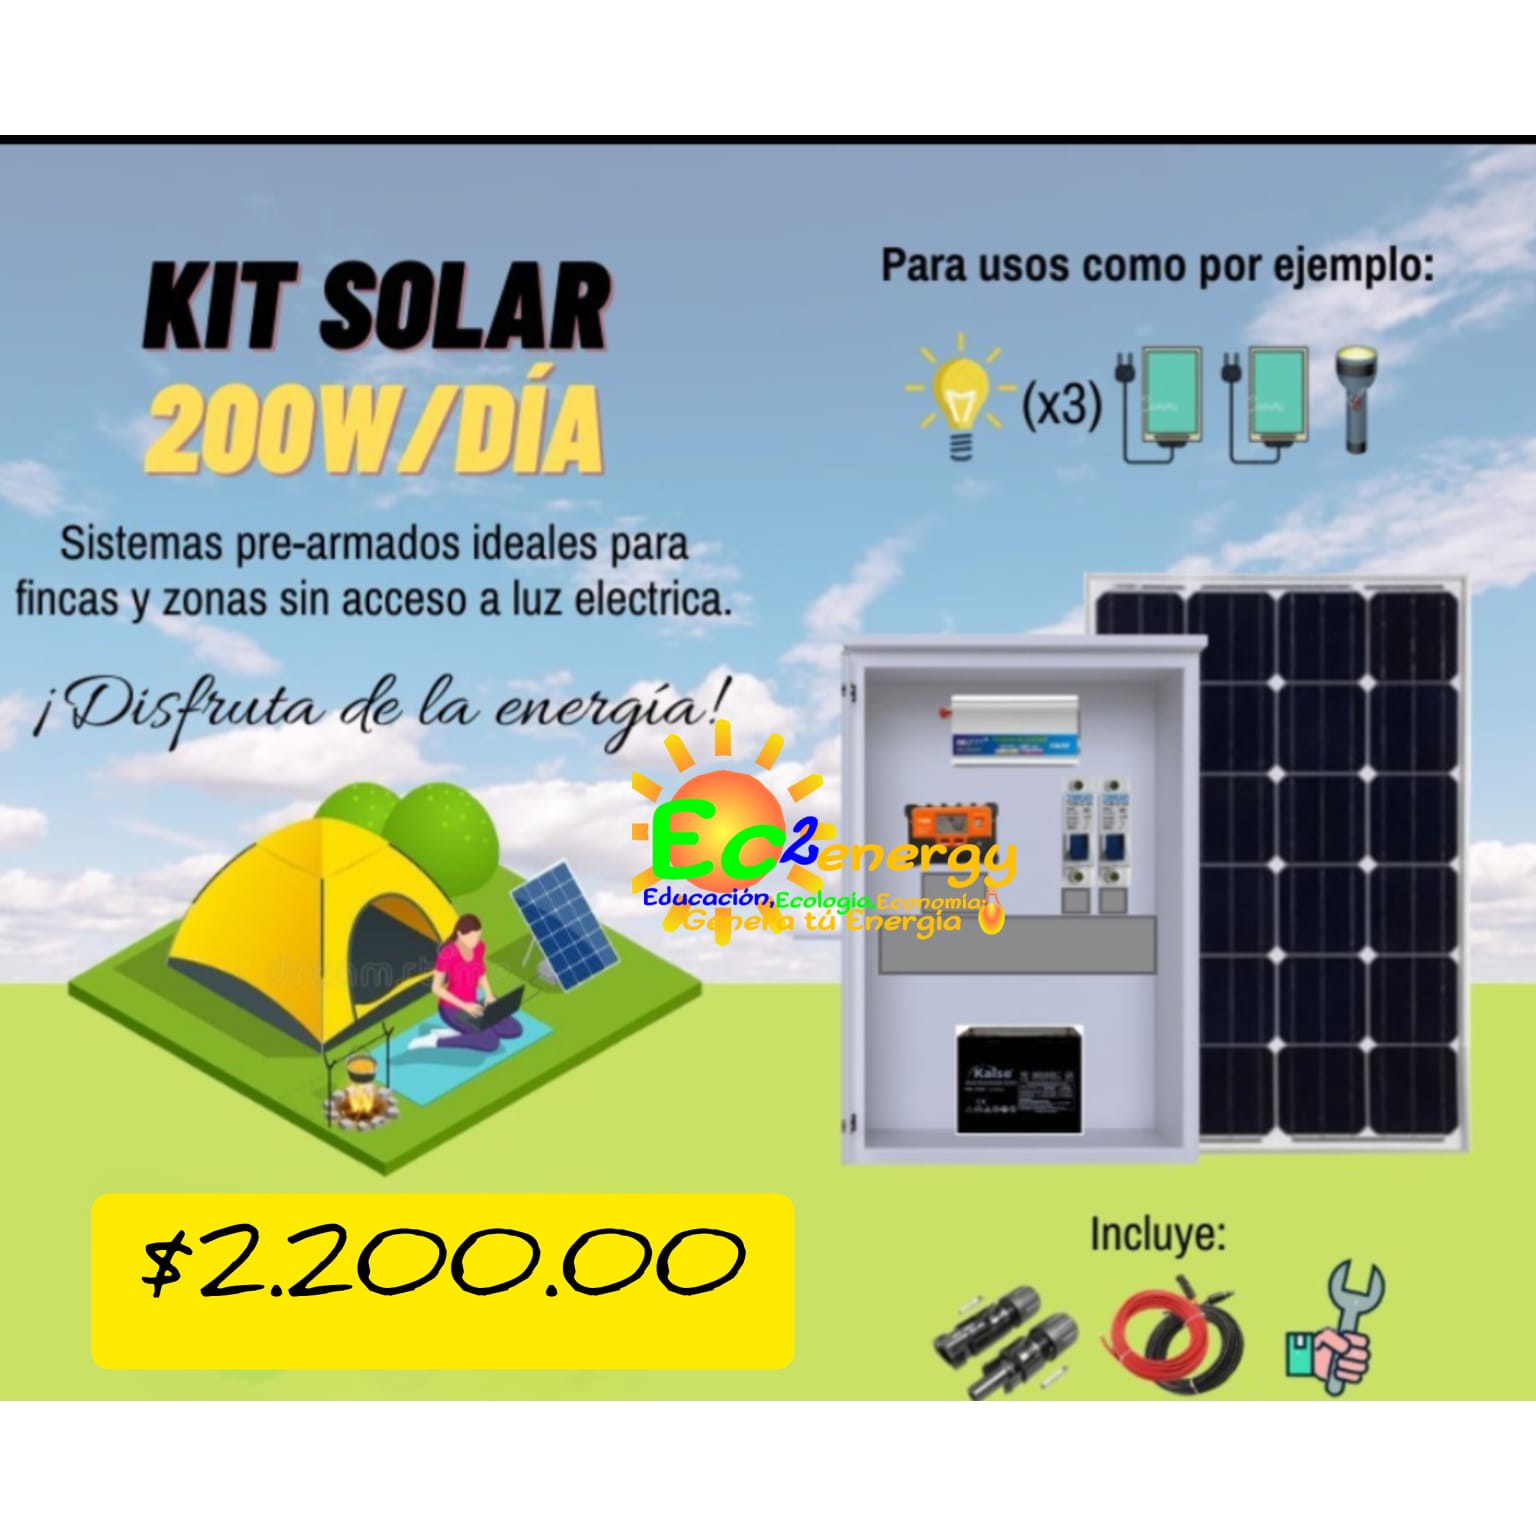 KIT SOLAR
200W/DÍA
Sistemas pre-armados ideales para
fincas y zonas sin acceso a luz electrica.
¡Disfruta de la energía!
Para usos como por ejemplo:
(x3)
Ec2energy
Educación,Ecología.Economía:
Genera tú Energía
Kaise
$2.200.00
Incluye: